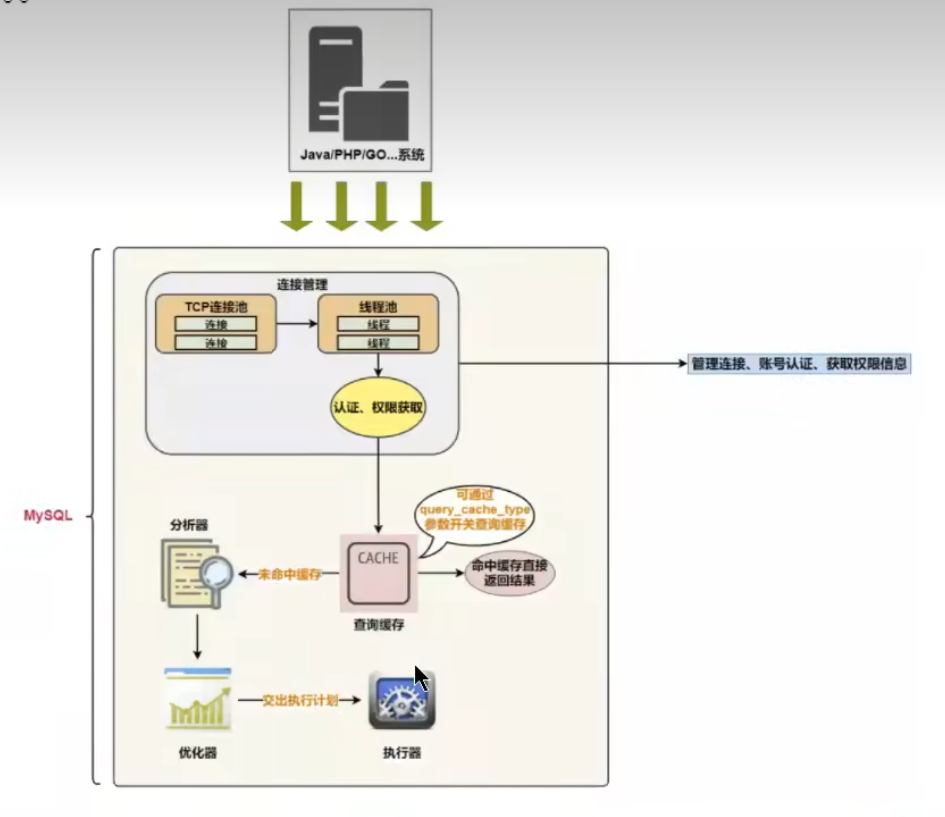 Java/PHP/GO...系统
连接管理
TCP连接池
连接
连接
线程池
线程
线程
认证、权限获取
管理连接、账号认证、获取权限信息
MySQL
可通过
query_cache_type
参数开关查询缓存
分析器
未命中缓存
CACHE
查询缓存
命中缓存直接
返回结果
交出执行计划
优化器
执行器